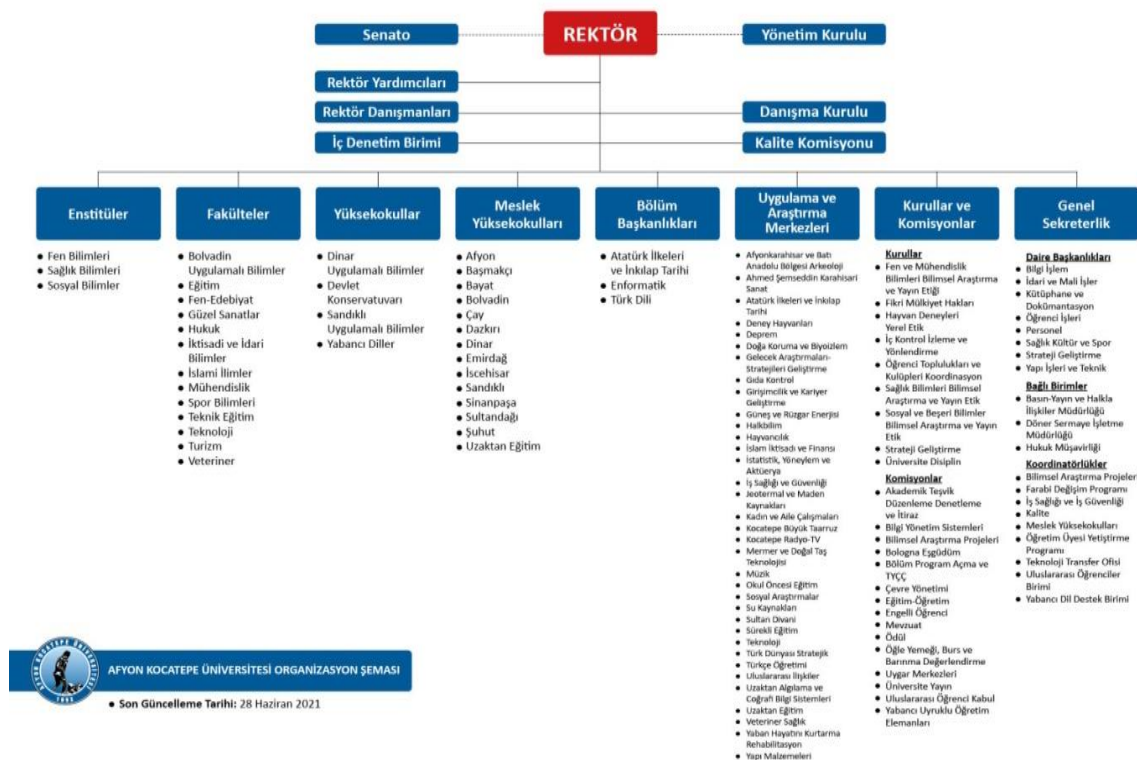 REKTÖR
Senato
Yönetim Kurulu
Rektör Yardımcıları
Rektör Danışmanları
Danışma Kurulu
İç Denetim Birimi
Kalite Komisyonu
Enstitüler
• Fen Bilimleri
• Sağlık Bilimleri
• Sosyal Bilimler
Fakülteler
• Bolvadin
Uygulamalı Bilimler
• Eğitim
• Fen-Edebiyat
• Güzel Sanatlar
• Hukuk
• İktisadi ve İdari
Bilimler
• İslami İlimler
• Mühendislik
• Spor Bilimleri
• Teknik Eğitim
• Teknoloji
• Turizm
• Veteriner
Yüksekokullar
• Dinar
Uygulamalı Bilimler
• Devlet
Konservatuvarı
• Sandıklı
Uygulamalı Bilimler
• Yabancı Diller
Meslek
Yüksekokulları
• Afyon
• Başmakçı
• Bayat
• Bolvadin
• Çay
• Dazkırı
• Dinar
• Emirdağ
• İscehisar
• Sandıklı
• Sinanpaşa
• Sultandağı
• Şuhut
• Uzaktan Eğitim
Bölüm
Başkanlıkları
• Atatürk İlkeleri
ve İnkılap Tarihi
• Enformatik
• Türk Dili
Uygulama ve
Araştırma
Merkezleri
• Afyonkarahisar ve Batı
Anadolu Bölgesi Arkeoloji
• Ahmed Şemseddin Karahisari
Sanat
• Atatürk İlkeleri ve İnkılap
Tarihi
• Deney Hayvanları
• Deprem
• Doğa Koruma ve Biyoizlem
• Gelecek Araştırmaları-
Stratejileri Geliştirme
• Gıda Kontrol
• Girişimcilik ve Kariyer
Geliştirme
• Güneş ve Rüzgar Enerjisi
• Halkbilim
• Hayvancılık
• İslam İktisadı ve Finansı
• İstatistik, Yöneylem ve
Aktüerya
• İş Sağlığı ve Güvenliği
• Jeotermal ve Maden
Kaynakları
• Kadın ve Aile Çalışmaları
• Kocatepe Büyük Taarruz
• Kocatepe Radyo-TV
• Mermer ve Doğal Taş
Teknolojisi
• Müzik
• Okul Öncesi Eğitim
• Sosyal Araştırmalar
• Su Kaynakları
• Sultan Divani
• Sürekli Eğitim
• Teknoloji
• Türk Dünyası Stratejik
• Türkçe Öğretimi
• Uluslararası İlişkiler
• Uzaktan Algılama ve
Coğrafi Bilgi Sistemleri
• Uzaktan Eğitim
• Veteriner Sağlık
• Yaban Hayatını Kurtarma
Rehabilitasyon
• Yapı Malzemeleri
Kurullar ve
Komisyonlar
Kurullar
• Fen ve Mühendislik
Bilimleri Bilimsel Araştırma
ve Yayın Etiği
• Fikri Mülkiyet Hakları
• Hayvan Deneyleri
Yerel Etik
• İç Kontrol İzleme ve
Yönlendirme
• Öğrenci Toplulukları ve
Kulüpleri Koordinasyon
• Sağlık Bilimleri Bilimsel
Araştırma ve Yayın Etik
• Sosyal ve Beşeri Bilimler
Bilimsel Araştırma ve Yayın
Etik
• Strateji Geliştirme
• Üniversite Disiplin
Komisyonlar
• Akademik Teşvik
Düzenleme Denetleme
ve İtiraz
• Bilgi Yönetim Sistemleri
• Bilimsel Araştırma Projeleri
• Bologna Eşgüdüm
• Bölüm Program Açma ve
TYÇÇ
• Çevre Yönetimi
• Eğitim-Öğretim
• Engelli Öğrenci
• Mevzuat
• Ödül
• Öğle Yemeği, Burs ve
Barınma Değerlendirme
• Uygar Merkezleri
• Üniversite Yayın
• Uluslararası Öğrenci Kabul
• Yabancı Uyruklu Öğretim
Elemanları
Genel
Sekreterlik
Daire Başkanlıkları
• Bilgi İşlem
• İdari ve Mali İşler
• Kütüphane ve
Dokümantasyon
• Öğrenci İşleri
• Personel
• Sağlık Kültür ve Spor
• Strateji Geliştirme
• Yapı İşleri ve Teknik
Bağlı Birimler
• Basın-Yayın ve Halkla
İlişkiler Müdürlüğü
• Döner Sermaye İşletme
Müdürlüğü
• Hukuk Müşavirliği
Koordinatörlükler
• Bilimsel Araştırma Projeler
• Farabi Değişim Programı
• İş Sağlığı ve İş Güvenliği
• Kalite
• Meslek Yüksekokulları
• Öğretim Üyesi Yetiştirme
Programı
• Teknoloji Transfer Ofisi
• Uluslararası Öğrenciler
Birimi
• Yabancı Dil Destek Birimi
AFYON KOCATEPE ÜNİVERSİTESİ
1992
AFYON KOCATEPE ÜNİVERSİTESİ ORGANİZASYON ŞEMASI
• Son Güncelleme Tarihi: 28 Haziran 2021